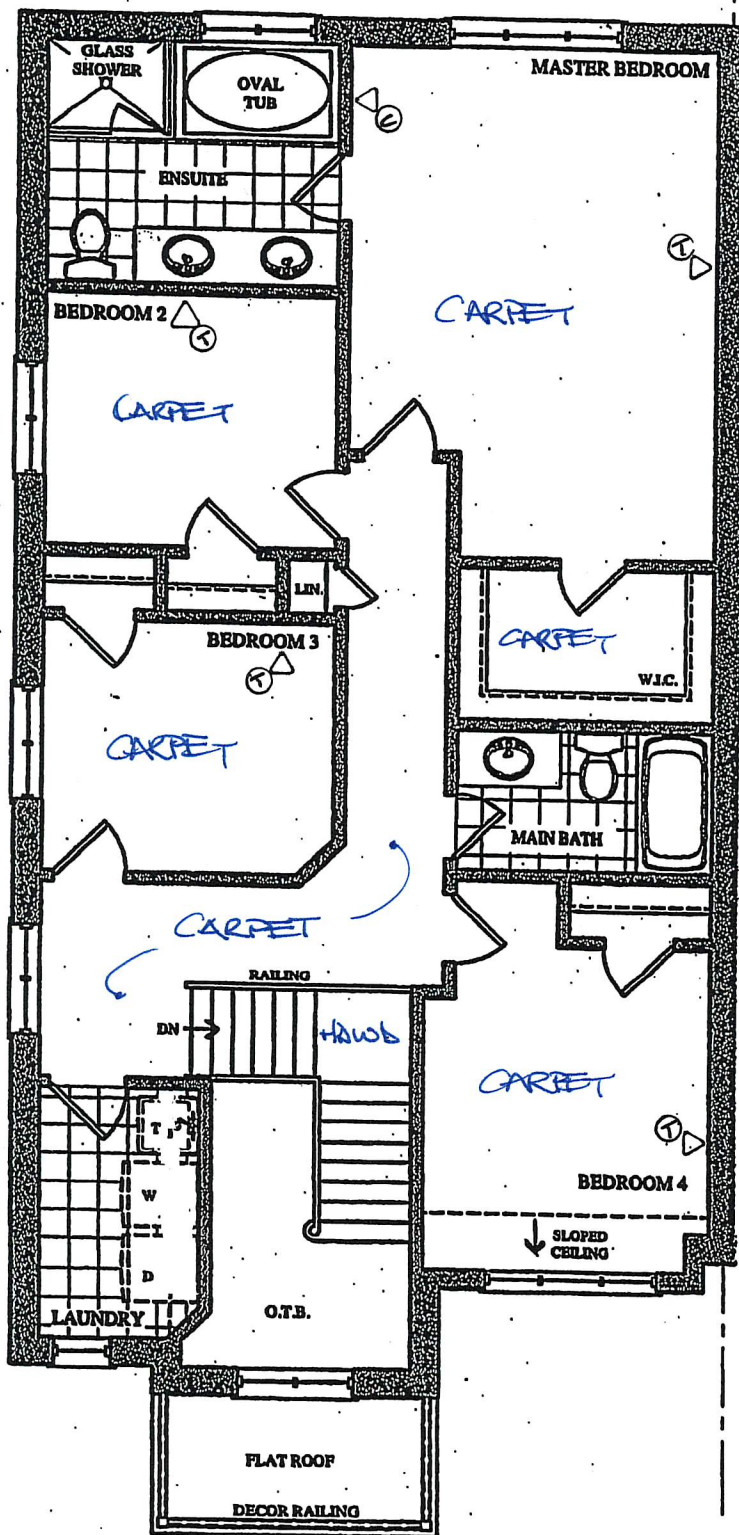 GLASS
SHOWER
OVAL
TUB
MASTER BEDROOM
ENSUITE
T
BEDROOM 2
T
CARPET
CARPET
LIN.
BEDROOM 3
T
CARPET
W.I.C.
CARPET
MAIN BATH
CARPET
RAILING
DN
CARPET
T
BEDROOM 4
T
W
SLOPED
CEILING
D
LAUNDRY
O.T.B.
FLAT ROOF
DECOR RAILING